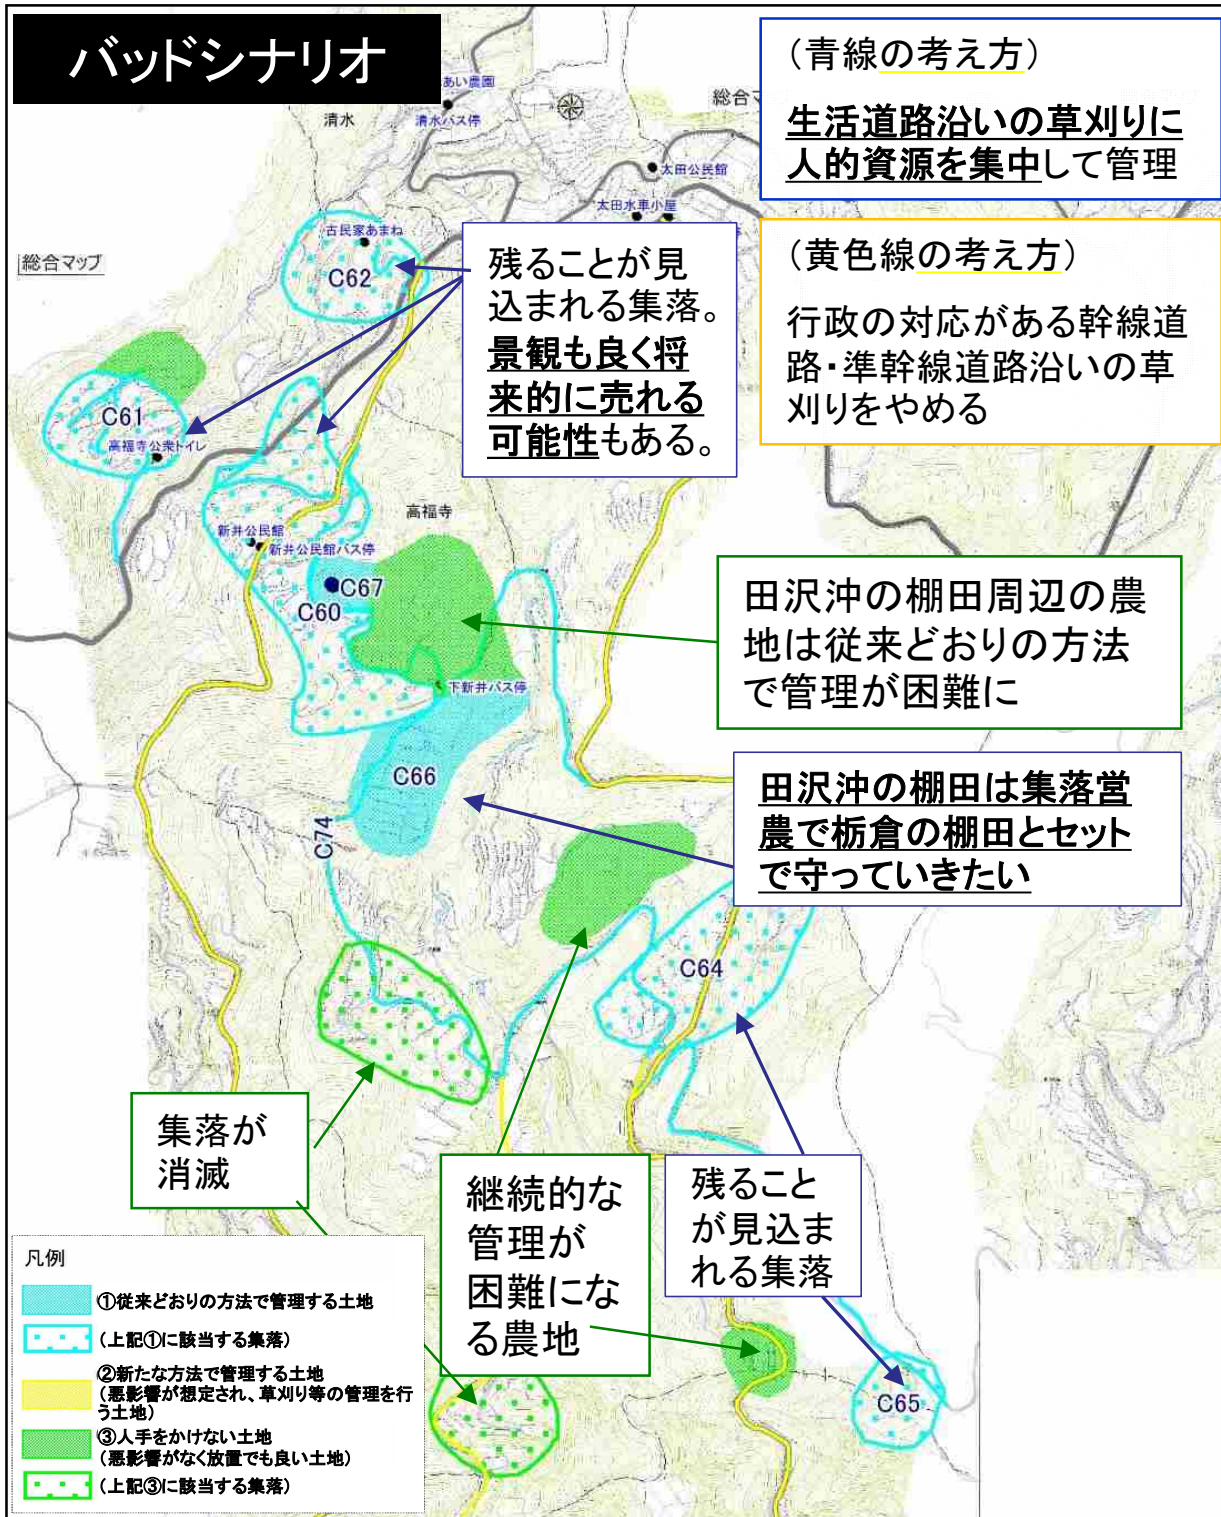 バッドシナリオ
（青線の考え方）
生活道路沿いの草刈りに
人的資源を集中して管理
（黄色線の考え方）
行政の対応がある幹線道
路・準幹線道路沿いの草
刈りをやめる
あい農園
清水バス停
清水
総合マ
太田公民館
太田水車小屋
古民家あまね
C62
総合マップ
残ることが見
込まれる集落。
景観も良く将
来的に売れる
可能性もある。
C61
高福寺公衆トイレ
高福寺
新井公民館
新井公民館バス停
C67
C60
下新井バス停
田沢沖の棚田周辺の農
地は従来どおりの方法
で管理が困難に
C66
C74
田沢沖の棚田は集落営
農で栃倉の棚田とセット
で守っていきたい
C64
集落が
消滅
継続的な
管理が
困難にな
る農地
残ること
が見込ま
れる集落
C65
凡例
①従来どおりの方法で管理する土地
（上記①に該当する集落）
②新たな方法で管理する土地
（悪影響が想定され、草刈り等の管理を行
う土地）
③人手をかけない土地
（悪影響がなく放置でも良い土地）
（上記③に該当する集落）